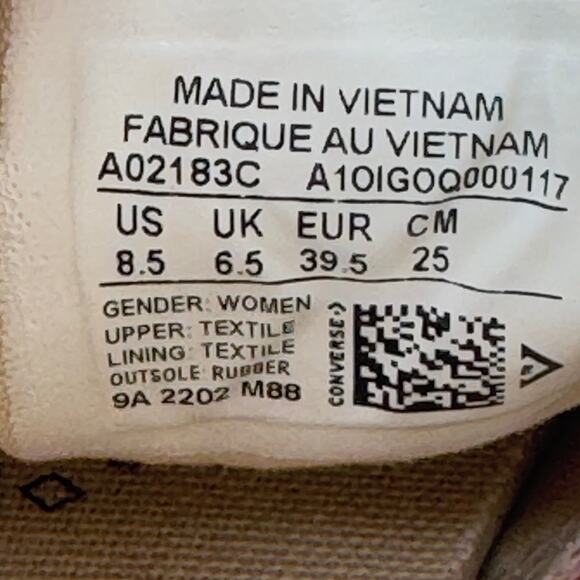 MADE IN VIETNAM
FABRIQUE AU VIETNAM
A02183C A1OIGOQ000117
US UK EUR CM
8.5 6.5 39.5 25
GENDER: WOMEN
UPPER: TEXTILE
LINING: TEXTILE
OUTSOLE: RUBBER
9A 2202 M88
CONVERSE